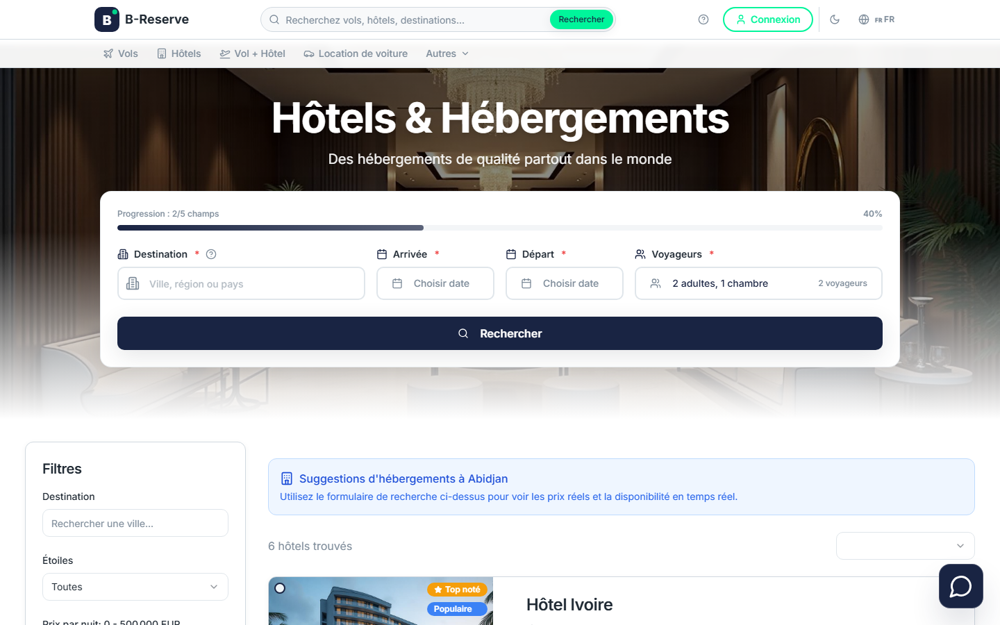 B B-Reserve
Recherchez vols, hôtels, destinations...
Rechercher
Connexion
FR FR
Vols
Hôtels
Vol + Hôtel
Location de voiture
Autres
Hôtels & Hébergements
Des hébergements de qualité partout dans le monde
Progression : 2/5 champs
40%
Destination *
Arrivée *
Départ *
Voyageurs *
Ville, région ou pays
Choisir date
Choisir date
2 adultes, 1 chambre
2 voyageurs
Rechercher
Filtres
Destination
Rechercher une ville...
Étoiles
Toutes
Prix par nuit: 0 - 500 000 EUR
Suggestions d'hébergements à Abidjan
Utilisez le formulaire de recherche ci-dessus pour voir les prix réels et la disponibilité en temps réel.
6 hôtels trouvés
Top noté
Populaire
Hôtel Ivoire